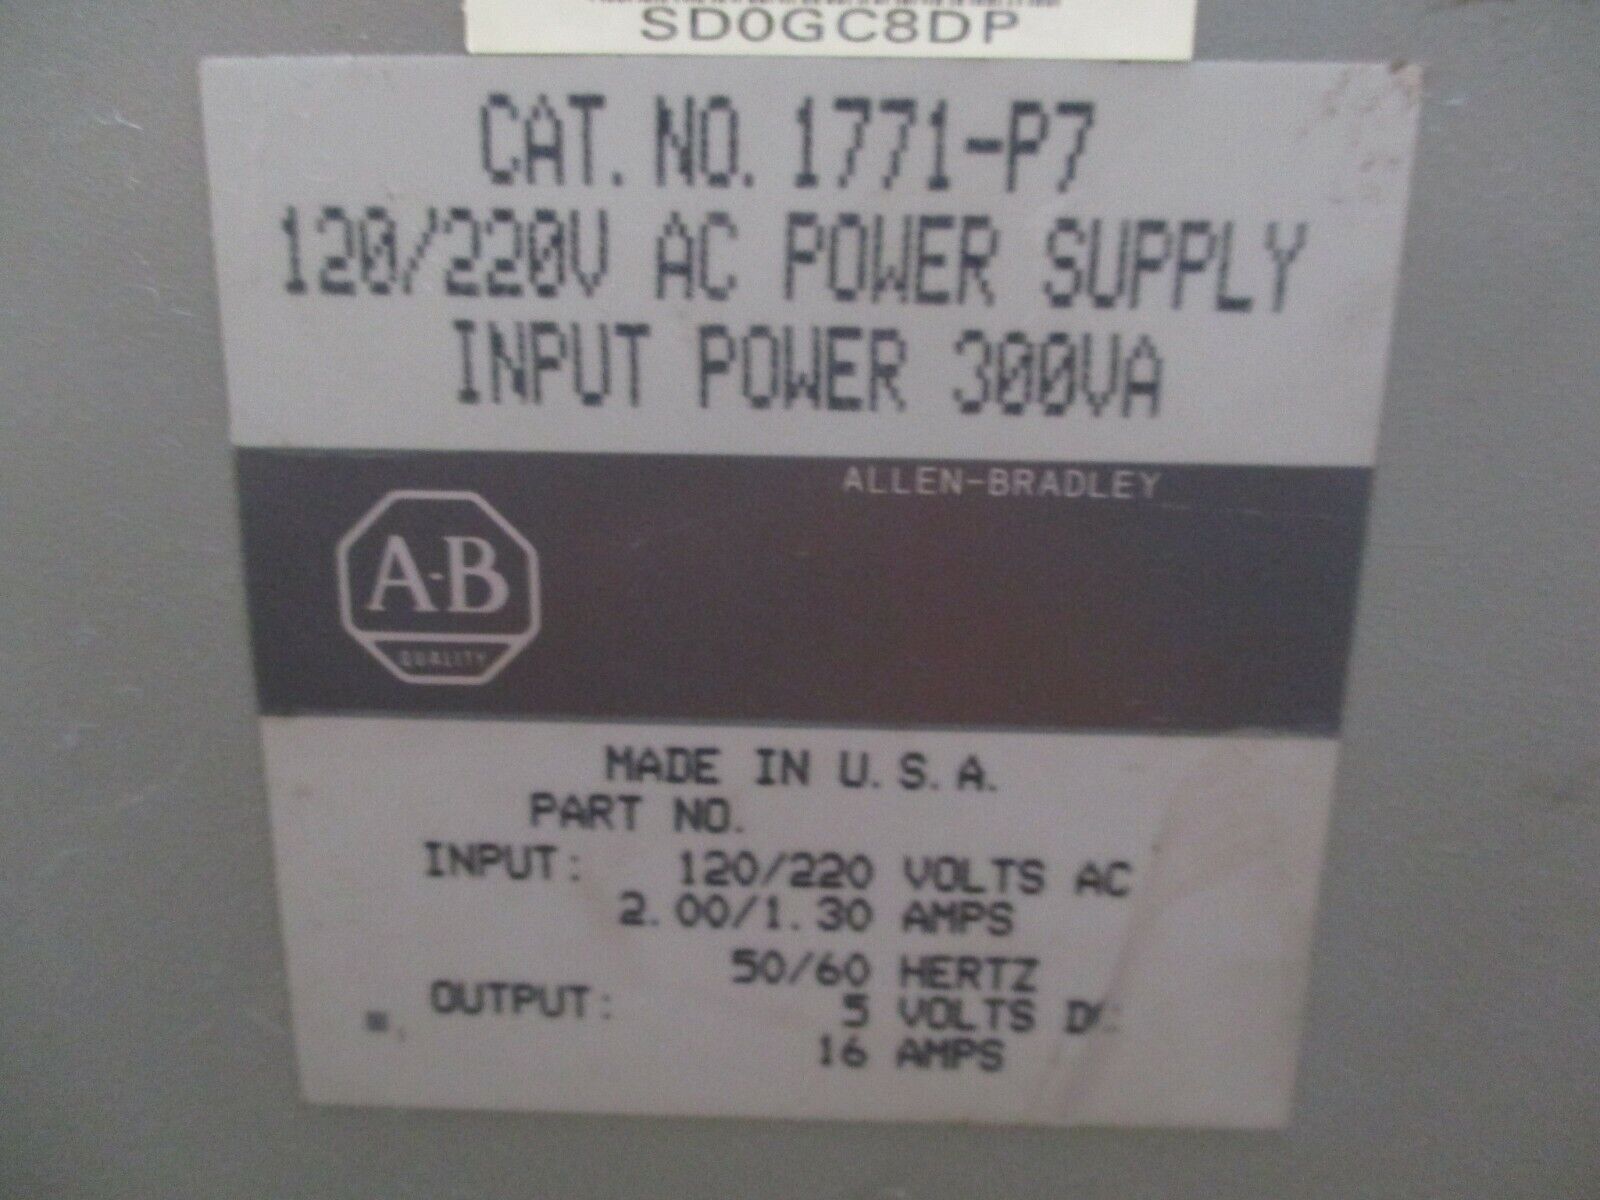 SD0GC8DP
CAT. NO. 1771-P7
120/220V AC POWER SUPPLY
INPUT POWER 300VA
ALLEN-BRADLEY
A-B
QUALITY
MADE IN U.S.A.
PART NO.
INPUT: 120/220 VOLTS AC
2.00/1.30 AMPS
50/60 HERTZ
OUTPUT: 5 VOLTS DC
16 AMPS